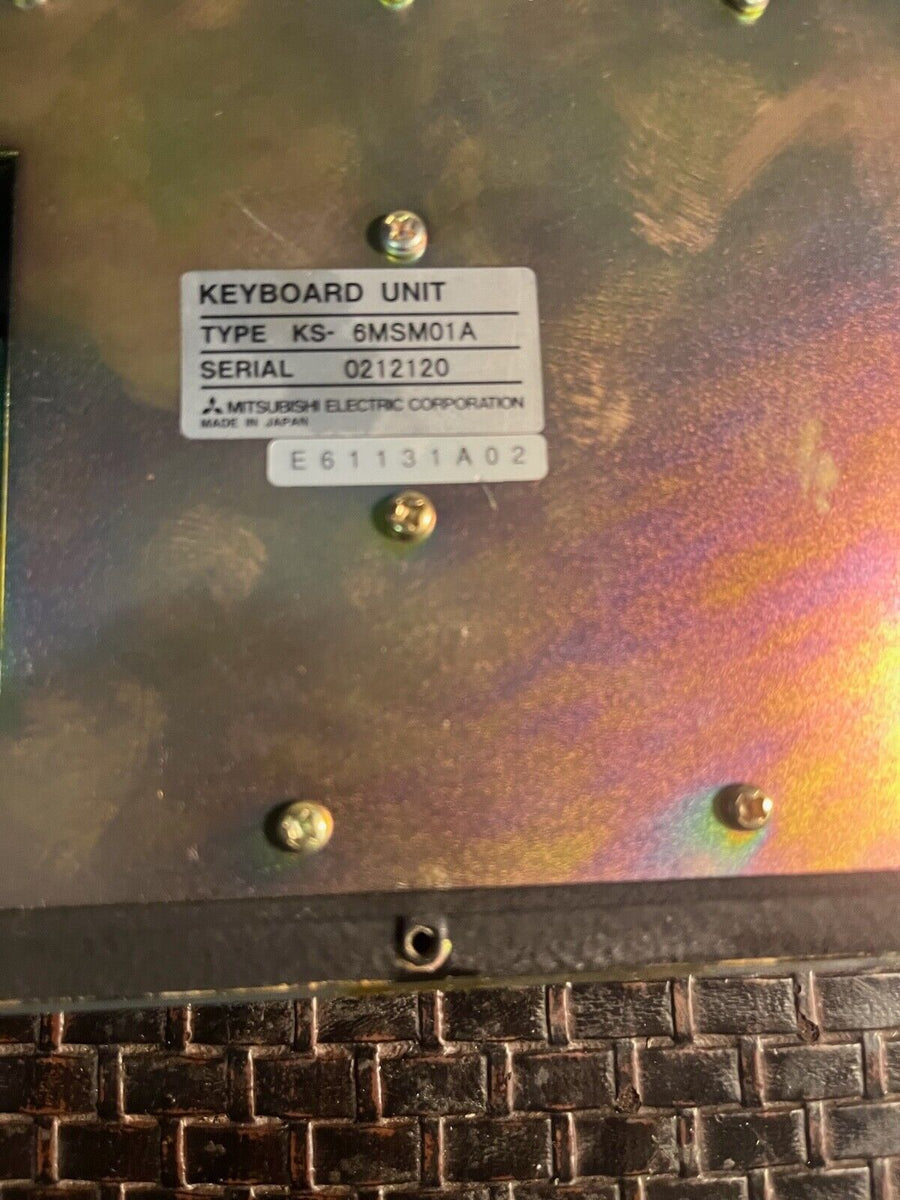 KEYBOARD UNIT
TYPE KS- 6MSM01A
SERIAL 0212120
MITSUBISHI ELECTRIC CORPORATION
MADE IN JAPAN
E61131A02